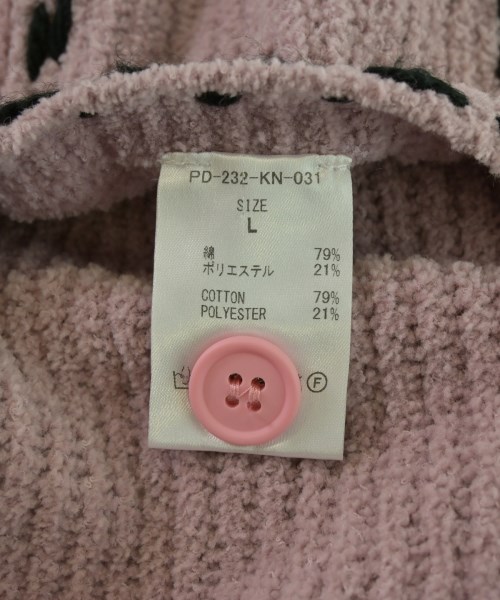 PD-232-KN-031
SIZE
L
綿 79%
ポリエステル 21%
COTTON 79%
POLYESTER 21%
F